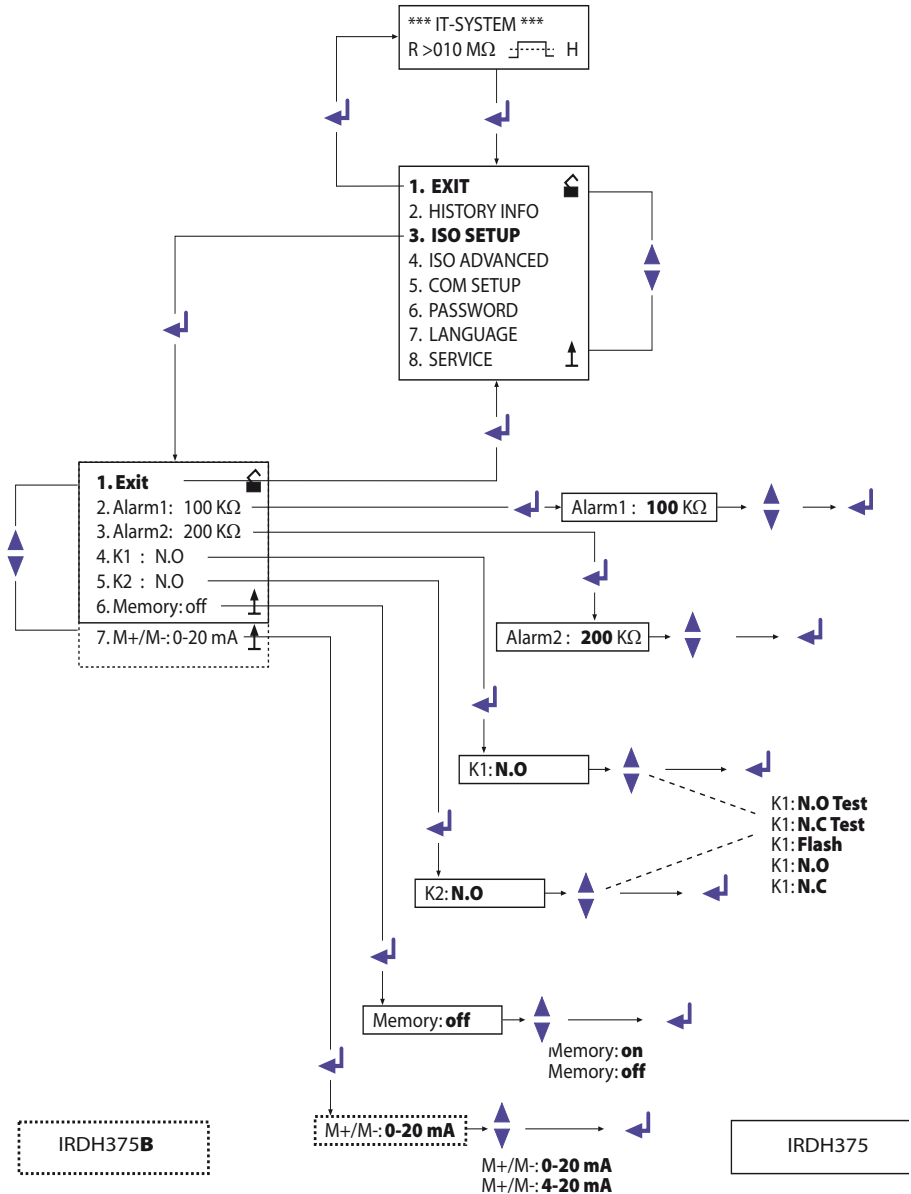 *** IT-SYSTEM ***
R >010 MΩ H
1. EXIT
2. HISTORY INFO
3. ISO SETUP
4. ISO ADVANCED
5. COM SETUP
6. PASSWORD
7. LANGUAGE
8. SERVICE
1. Exit
2. Alarm1: 100 KΩ
3. Alarm2: 200 KΩ
4. K1 : N.O
5. K2 : N.O
6. Memory: off
7. M+/M-: 0-20 mA
Alarm1 : 100 KΩ
Alarm2 : 200 KΩ
K1: N.O
K1: N.O Test
K1: N.C Test
K1: Flash
K1: N.O
K1: N.C
K2: N.O
Memory: off
Memory: on
Memory: off
M+/M-: 0-20 mA
M+/M-: 0-20 mA
M+/M-: 4-20 mA
IRDH375B
IRDH375